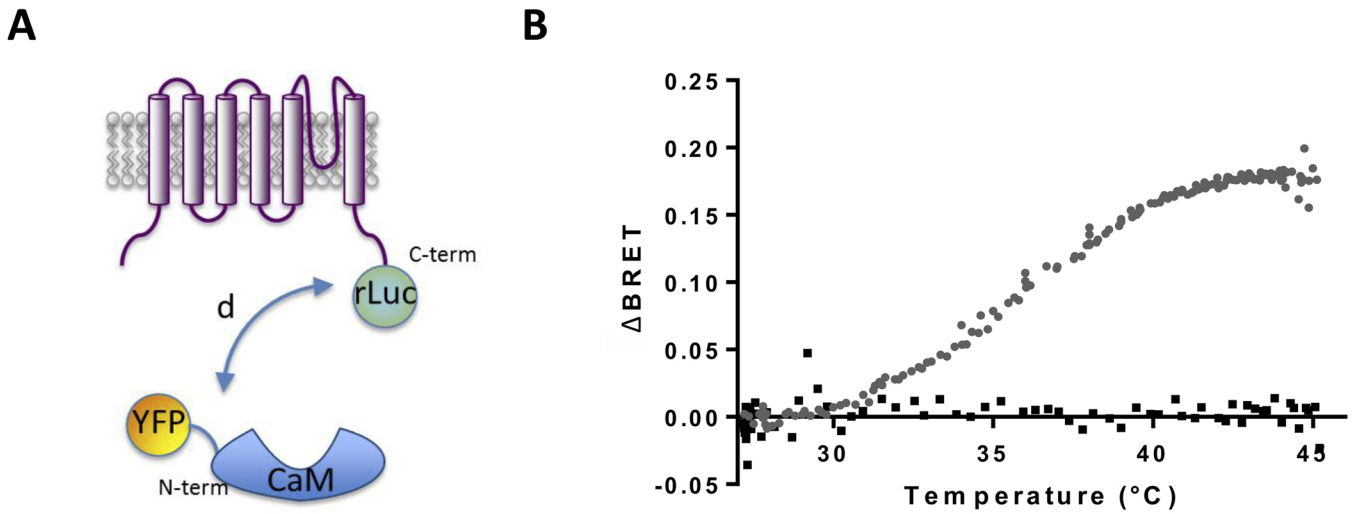 A
B
C-term
rLuc
d
YFP
N-term
CaM
ΔBRET
0.25
0.20
0.15
0.10
0.05
0.00
-0.05
30
35
40
45
Temperature (°C)